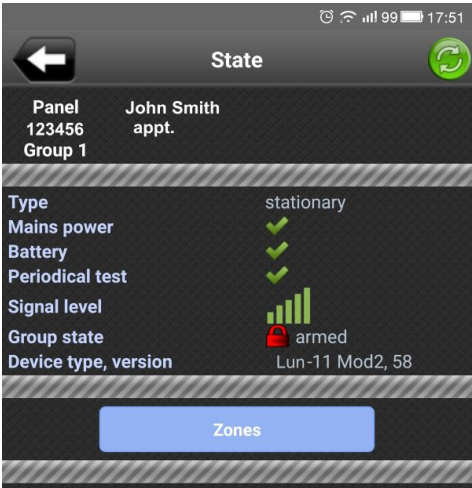 99 17:51
State
Panel John Smith
123456 appt.
Group 1
Type stationary
Mains power
Battery
Periodical test
Signal level
Group state armed
Device type, version Lun-11 Mod2, 58
Zones